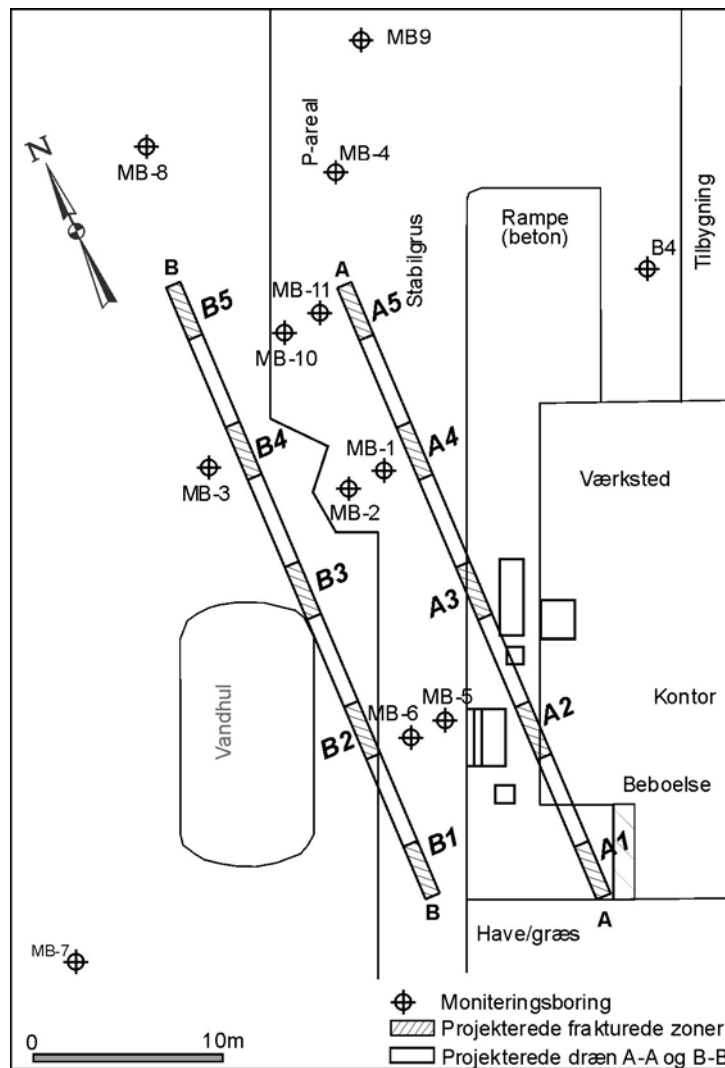 MB9
P-areal
MB-4
MB-8
N
Rampe
(beton)
Tilbygning
B4
Stabilgrus
B
B5
A
MB-11
A5
MB-10
B4
A4
MB-1
MB-3
MB-2
Værksted
B3
A3
Vandhul
MB-5
MB-6
A2
Kontor
B2
Beboelse
B1
A1
B
A
Have/græs
MB-7
Moniteringsboring
0 10m
Projekterede frakturede zoner
Projekterede dræn A-A og B-B